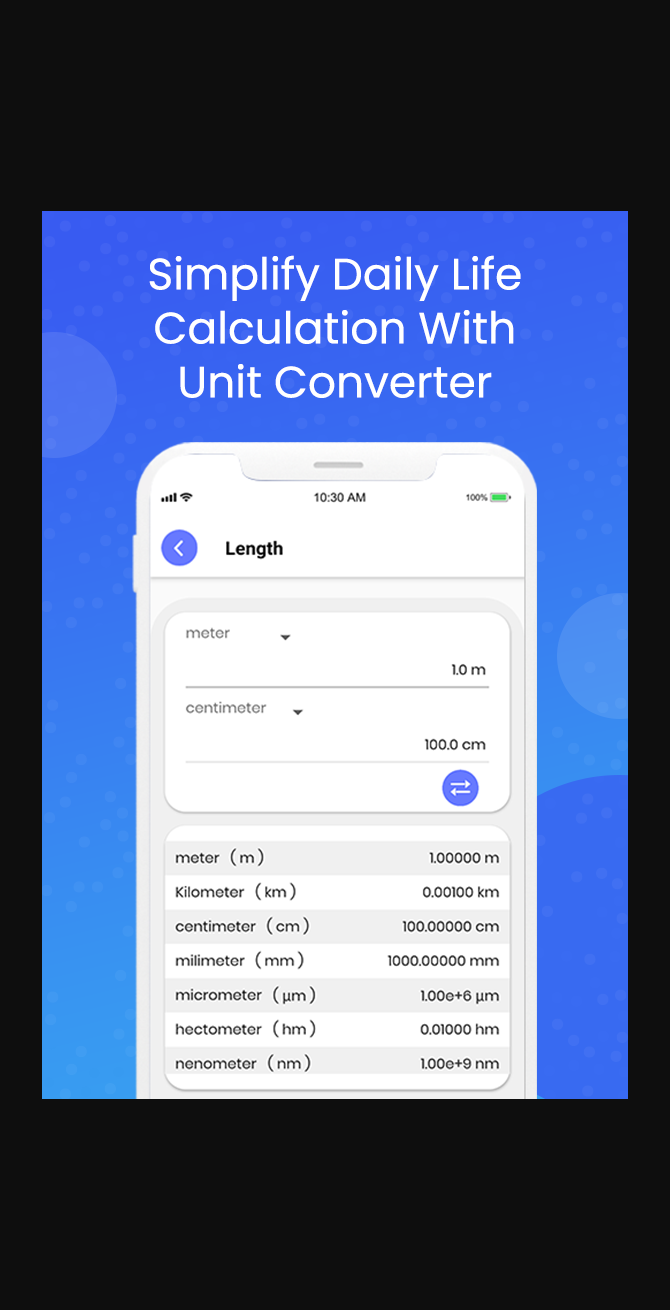 Simplify Daily Life
Calculation With
Unit Converter
10:30 AM
100%
Length
meter
1.0 m
centimeter
100.0 cm
meter ( m ) 1.00000 m
Kilometer ( km ) 0.00100 km
centimeter ( cm ) 100.00000 cm
milimeter ( mm ) 1000.00000 mm
micrometer ( µm ) 1.00e+6 µm
hectometer ( hm ) 0.01000 hm
nenometer ( nm ) 1.00e+9 nm